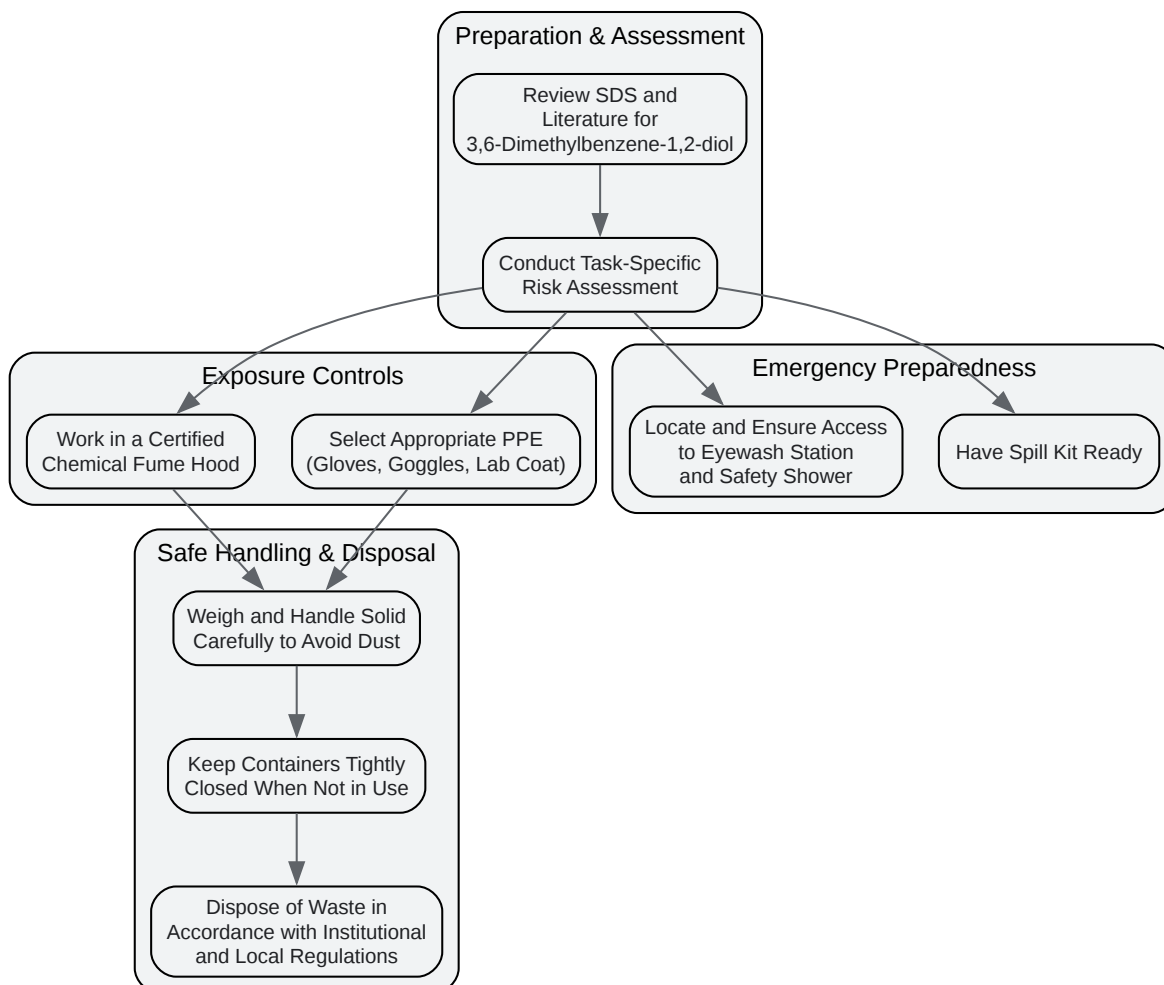 Preparation & Assessment
Review SDS and
Literature for
3,6-Dimethylbenzene-1,2-diol
Conduct Task-Specific
Risk Assessment
Exposure Controls
Work in a Certified
Chemical Fume Hood
Select Appropriate PPE
(Gloves, Goggles, Lab Coat)
Emergency Preparedness
Locate and Ensure Access
to Eyewash Station
and Safety Shower
Have Spill Kit Ready
Safe Handling & Disposal
Weigh and Handle Solid
Carefully to Avoid Dust
Keep Containers Tightly
Closed When Not in Use
Dispose of Waste in
Accordance with Institutional
and Local Regulations